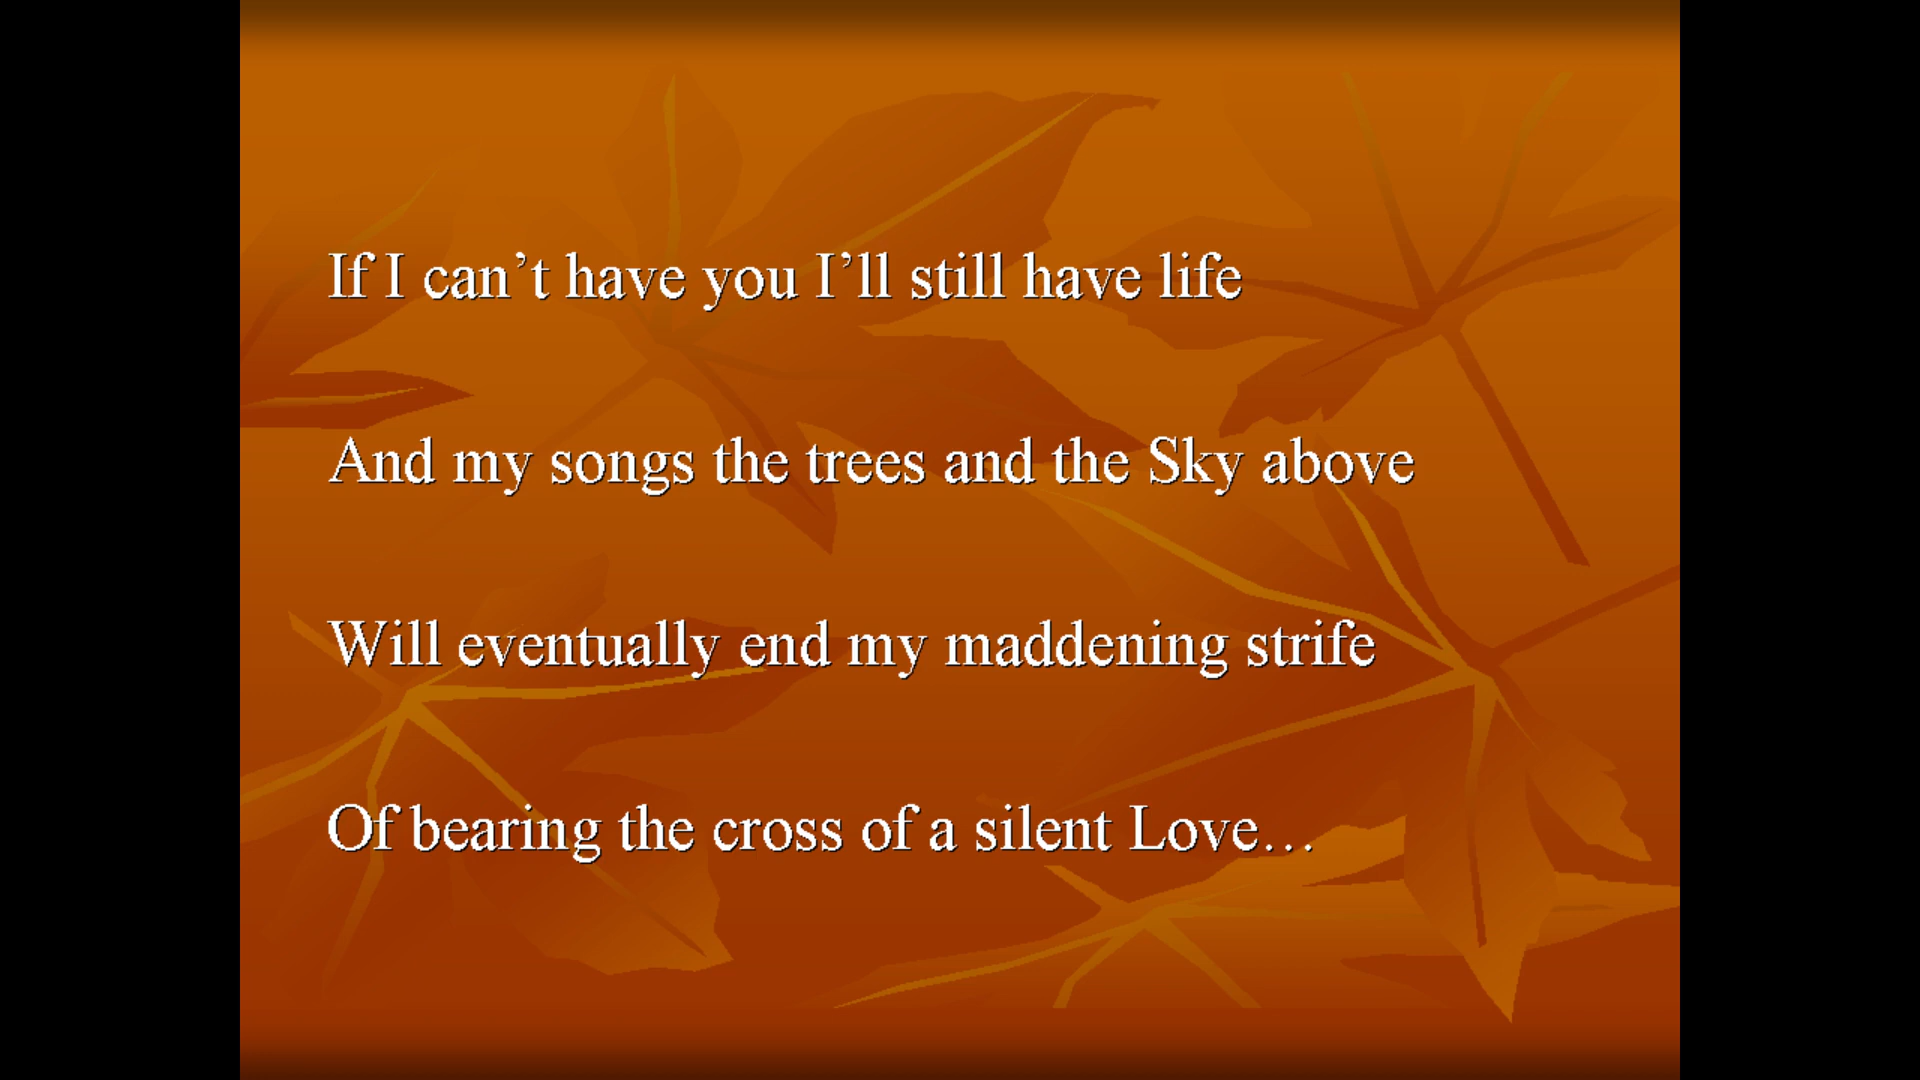 If I can’t have you I’ll still have life
And my songs the trees and the Sky above
Will eventually end my maddening strife
Of bearing the cross of a silent Love…